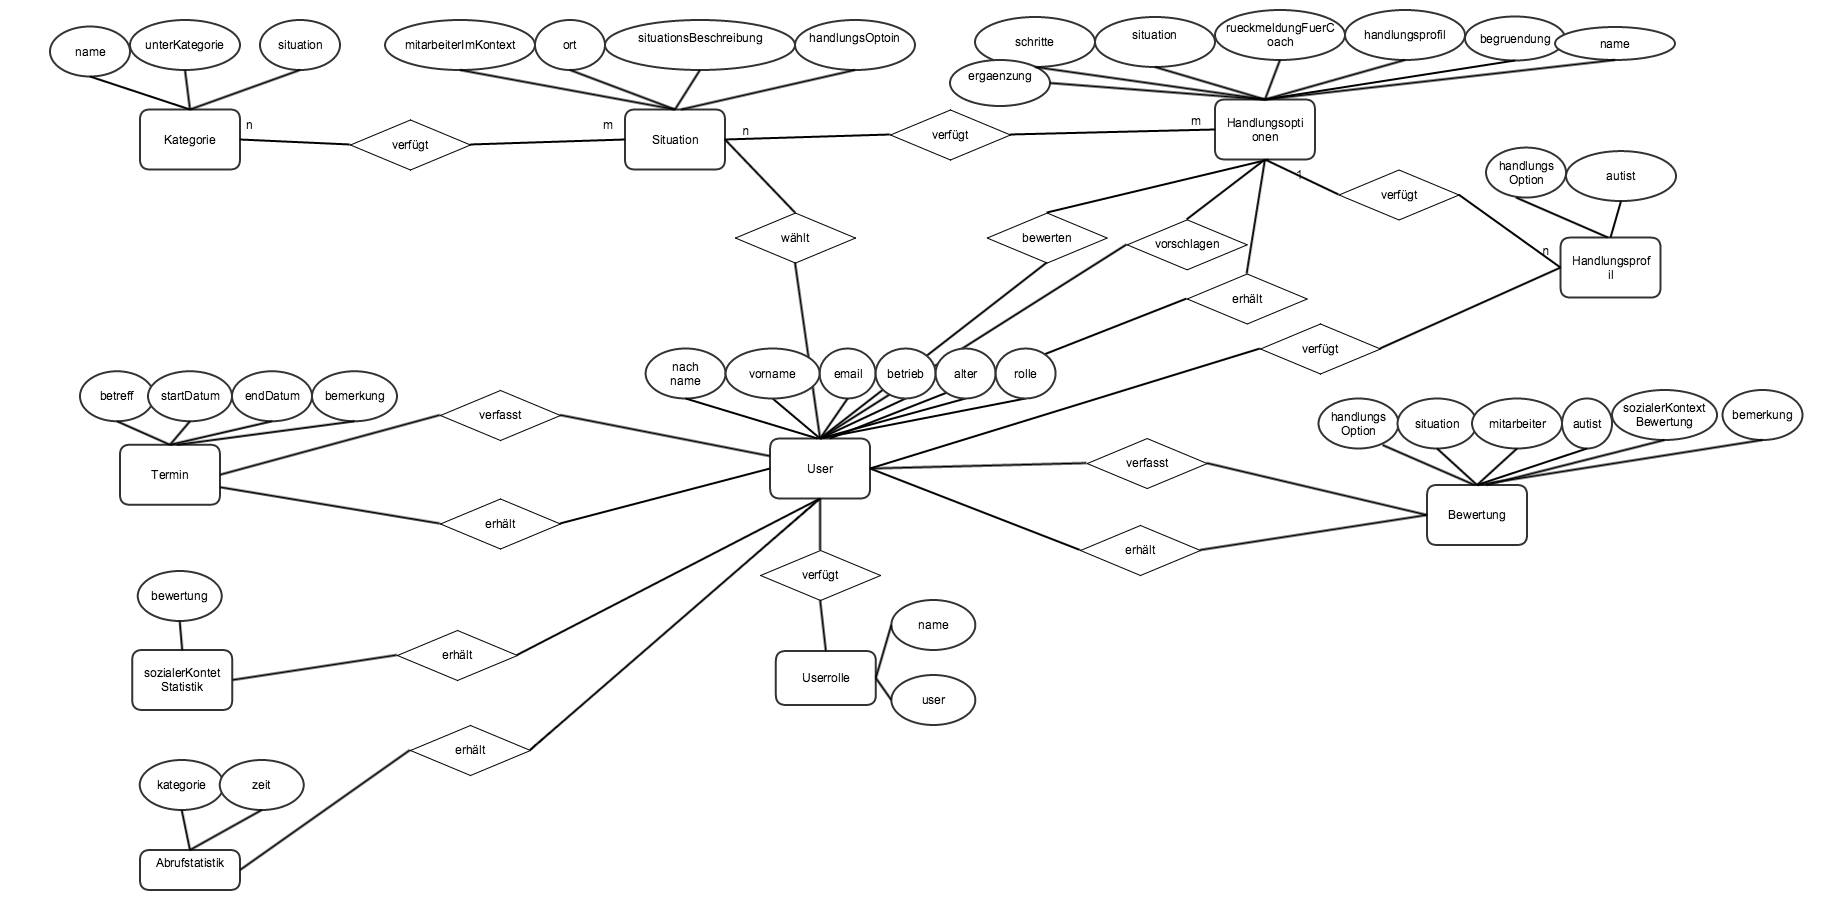 name
unterKategorie
situation
mitarbeiterImKontext
ort
situationsBeschreibung
handlungsOptoin
schritte
situation
rueckmeldungFuerC
oach
handlungsprofil
begruendung
name
ergaenzung
Kategorie
n
verfügt
m
Situation
n
verfügt
m
Handlungsopti
onen
1
verfügt
n
handlungs
Option
autist
Handlungsprof
il
wählt
bewerten
vorschlagen
erhält
verfügt
nach
name
vorname
email
betrieb
alter
rolle
betreff
startDatum
endDatum
bemerkung
Termin
verfasst
erhält
User
verfasst
erhält
handlungs
Option
situation
mitarbeiter
autist
sozialerKontext
Bewertung
bemerkung
Bewertung
verfügt
Userrolle
name
user
bewertung
sozialerKontet
Statistik
erhält
erhält
kategorie
zeit
Abrufstatistik